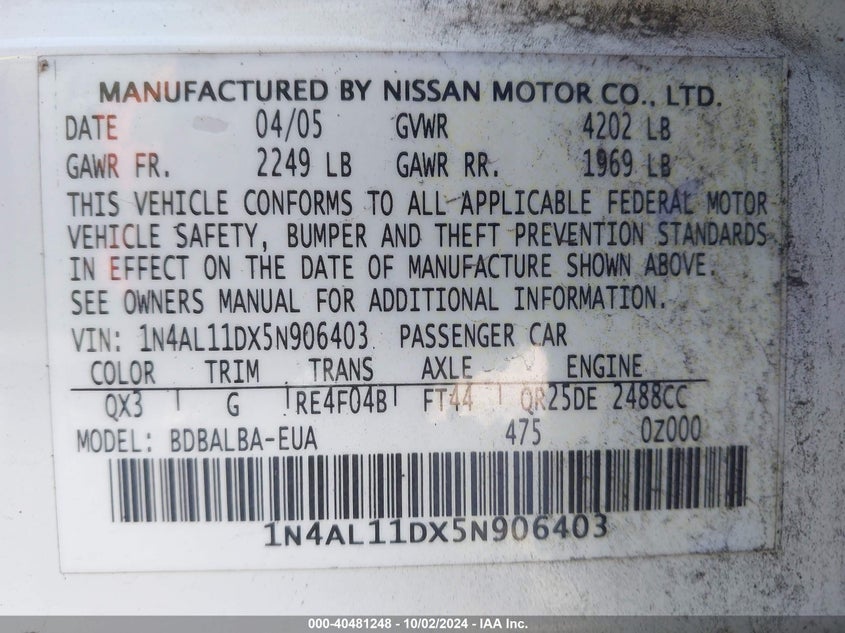 MANUFACTURED BY NISSAN MOTOR CO., LTD.
DATE 04/05 GVWR 4202 LB
GAWR FR. 2249 LB GAWR RR. 1969 LB
THIS VEHICLE CONFORMS TO ALL APPLICABLE FEDERAL MOTOR
VEHICLE SAFETY, BUMPER AND THEFT PREVENTION STANDARDS
IN EFFECT ON THE DATE OF MANUFACTURE SHOWN ABOVE.
SEE OWNERS MANUAL FOR ADDITIONAL INFORMATION.
VIN: 1N4AL11DX5N906403 PASSENGER CAR
COLOR TRIM TRANS AXLE ENGINE
QX3 G RE4F04B FT44 QR25DE 2488CC
MODEL: BDBALBA-EUA 475 0Z000
1N4AL11DX5N906403
000-40481248 - 10/02/2024 - IAA Inc.